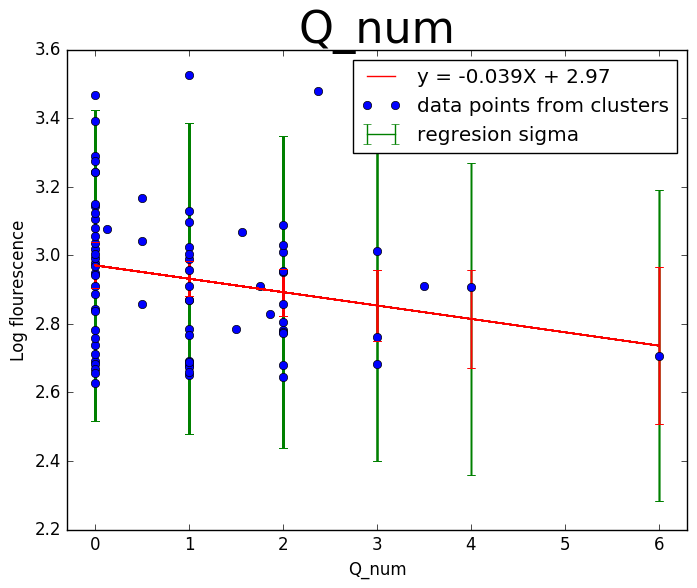 Q_num
y = -0.039X + 2.97
data points from clusters
regresion sigma
3.6
3.4
3.2
3.0
2.8
2.6
2.4
2.2
Log flourescence
0 1 2 3 4 5 6
Q_num